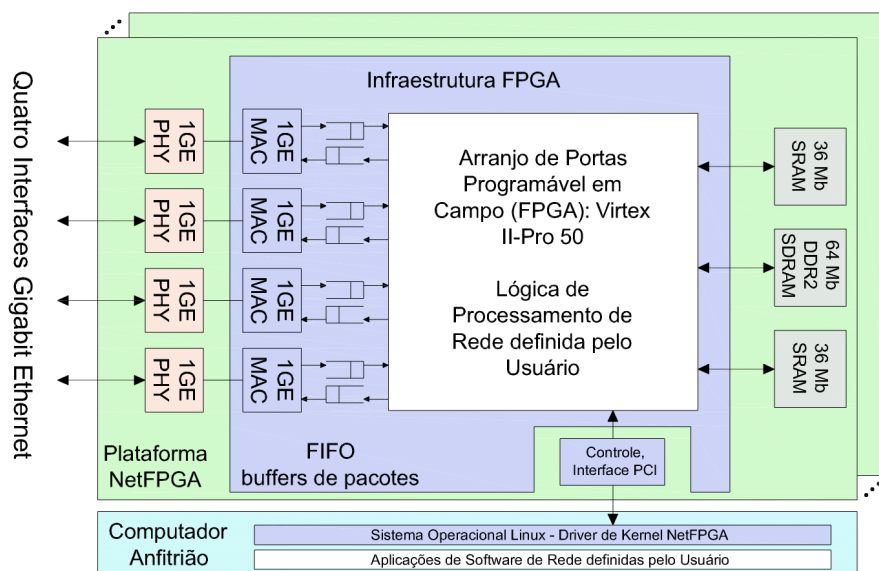 Quatro Interfaces Gigabit Ethernet
Infraestrutura FPGA
1GE
PHY
1GE
MAC
1GE
PHY
1GE
MAC
1GE
PHY
1GE
MAC
1GE
PHY
1GE
MAC
Arranjo de Portas
Programável em
Campo (FPGA): Virtex
II-Pro 50
Lógica de
Processamento de
Rede definida pelo
Usuário
36 Mb
SRAM
64 Mb
DDR2
SDRAM
36 Mb
SRAM
Plataforma
NetFPGA
FIFO
buffers de pacotes
Controle,
Interface PCI
Computador
Anfitrião
Sistema Operacional Linux - Driver de Kernel NetFPGA
Aplicações de Software de Rede definidas pelo Usuário